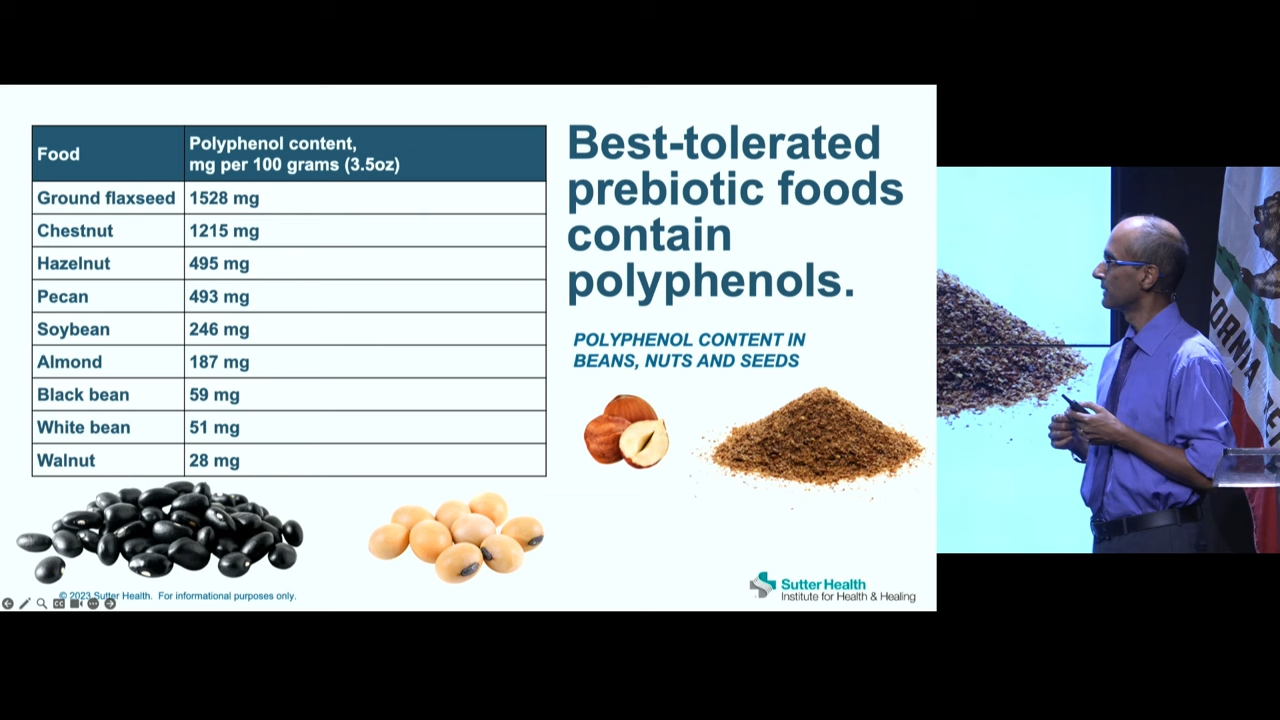 Food
Polyphenol content,
mg per 100 grams (3.5oz)
Ground flaxseed 1528 mg
Chestnut 1215 mg
Hazelnut 495 mg
Pecan 493 mg
Soybean 246 mg
Almond 187 mg
Black bean 59 mg
White bean 51 mg
Walnut 28 mg
Best-tolerated
prebiotic foods
contain
polyphenols.
POLYPHENOL CONTENT IN
BEANS, NUTS AND SEEDS
© 2023 Sutter Health. For informational purposes only.
Sutter Health
Institute for Health & Healing
FORNIA